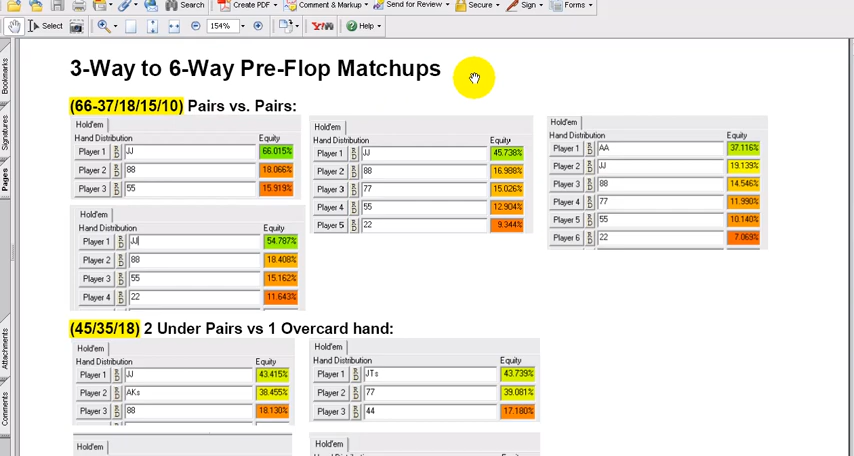 Search Create PDF Comment & Markup Send for Review Secure Sign Forms
Select 154% Help
Bookmarks
Signatures
Pages
Attachments
Comments
3-Way to 6-Way Pre-Flop Matchups
(66-37/18/15/10) Pairs vs. Pairs:
Hold'em
Hand Distribution Equity
Player 1 JJ 66.015%
Player 2 88 18.066%
Player 3 55 15.919%
Hold'em
Hand Distribution Equity
Player 1 JJ 45.738%
Player 2 88 16.988%
Player 3 77 15.026%
Player 4 55 12.904%
Player 5 22 9.344%
Hold'em
Hand Distribution Equity
Player 1 AA 37.116%
Player 2 JJ 19.139%
Player 3 88 14.546%
Player 4 77 11.990%
Player 5 55 10.140%
Player 6 22 7.069%
Hold'em
Hand Distribution Equity
Player 1 JJ 54.787%
Player 2 88 18.408%
Player 3 55 15.162%
Player 4 22 11.643%
(45/35/18) 2 Under Pairs vs 1 Overcard hand:
Hold'em
Hand Distribution Equity
Player 1 JJ 43.415%
Player 2 AKs 38.455%
Player 3 88 18.130%
Hold'em
Hand Distribution Equity
Player 1 JTs 43.739%
Player 2 77 39.081%
Player 3 44 17.180%
Hold'em
Hold'em